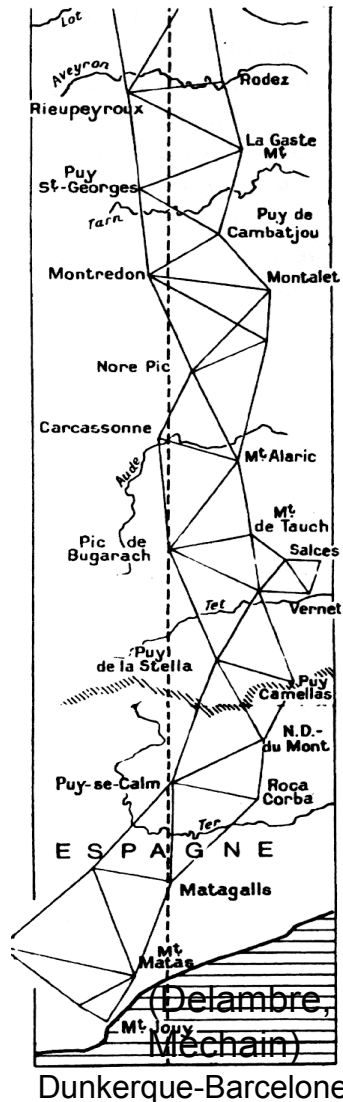 Lot
Aveyron
Rodez
Rieupeyroux
La Gaste
Mt
Puy
St-Georges
Tarn
Puy de
Cambatjou
Montredon
Montalet
Nore Pic
Carcassonne
Aude
Mt Alaric
Mt
de Tauch
Pic de
Bugarach
Salces
Vernet
Tet
Puy
de la Stella
Puy
Camellas
N.D.-
du Mont
Puy-se-Calm
Roca
Corba
Ter
ESPAGNE
Matagalls
Mt
Matas
(Delambre,
Mt Jouy
Méchain)
Dunkerque-Barcelone